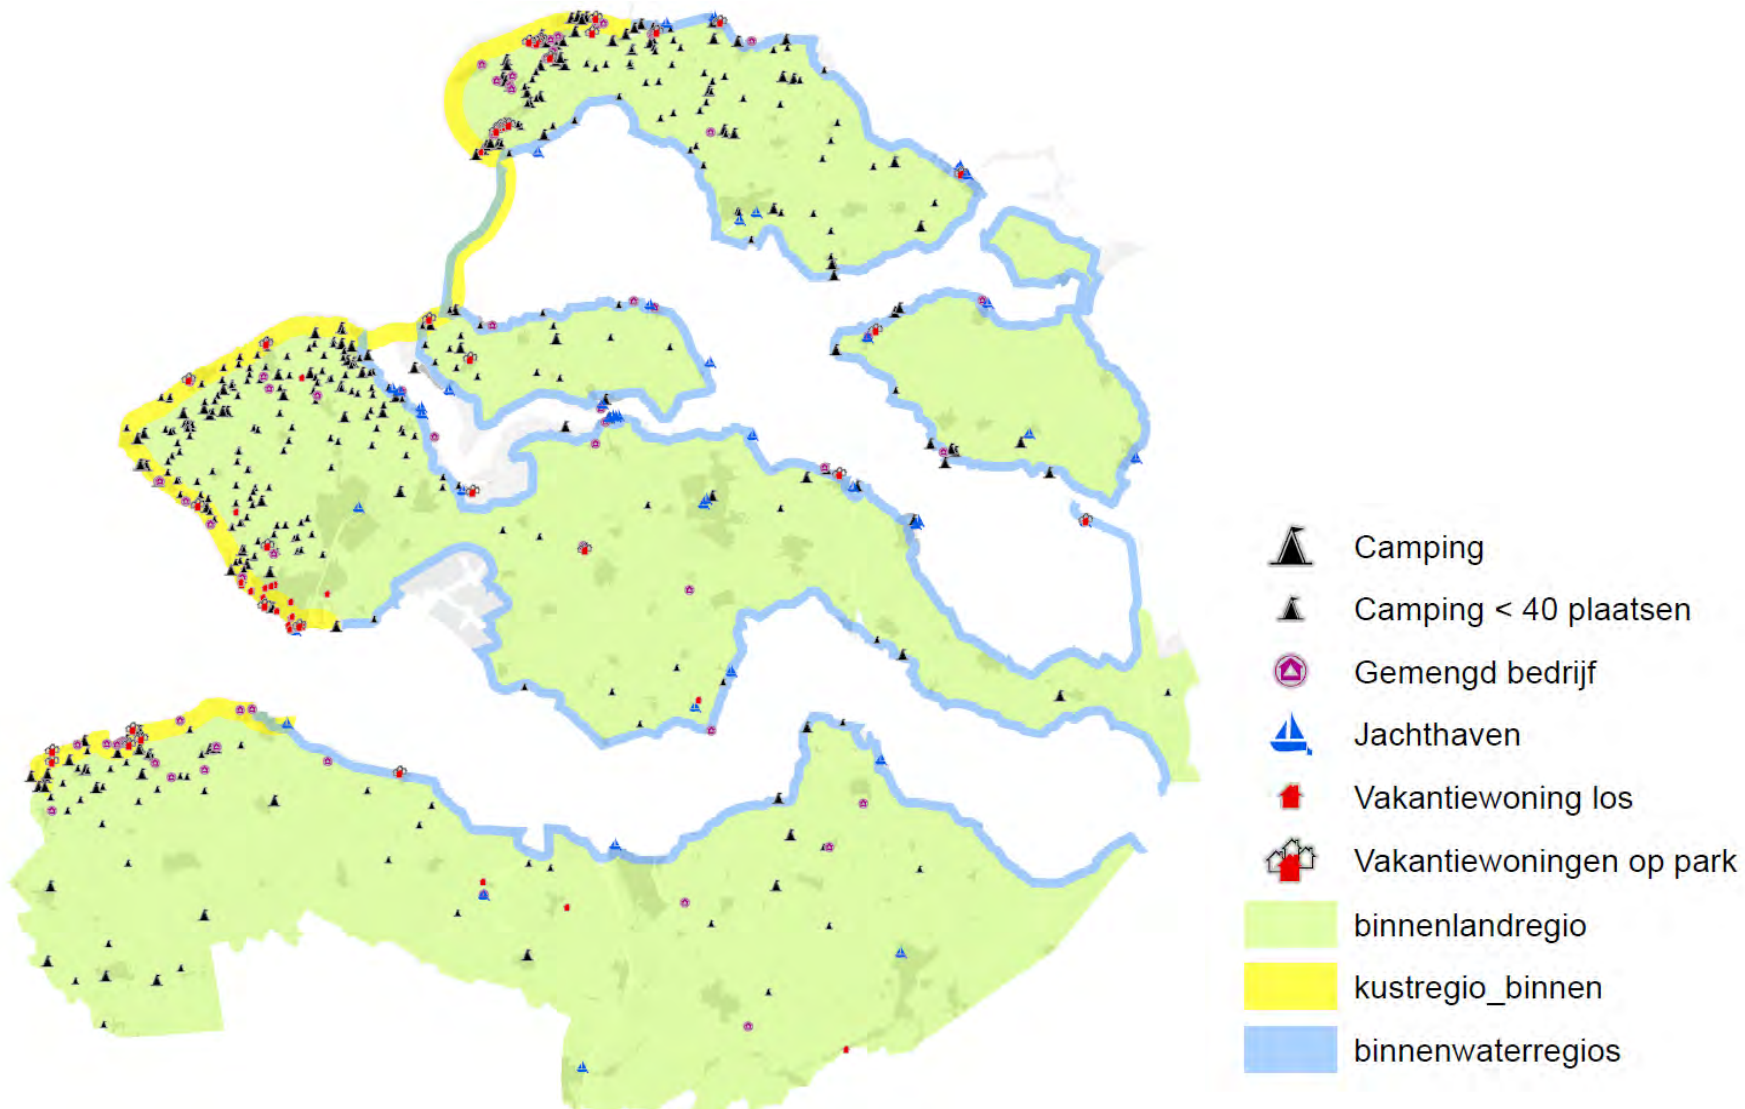 Camping
Camping < 40 plaatsen
Gemengd bedrijf
Jachthaven
Vakantiewoning los
Vakantiewoningen op park
binnenlandregio
kustregio_binnen
binnenwaterregios